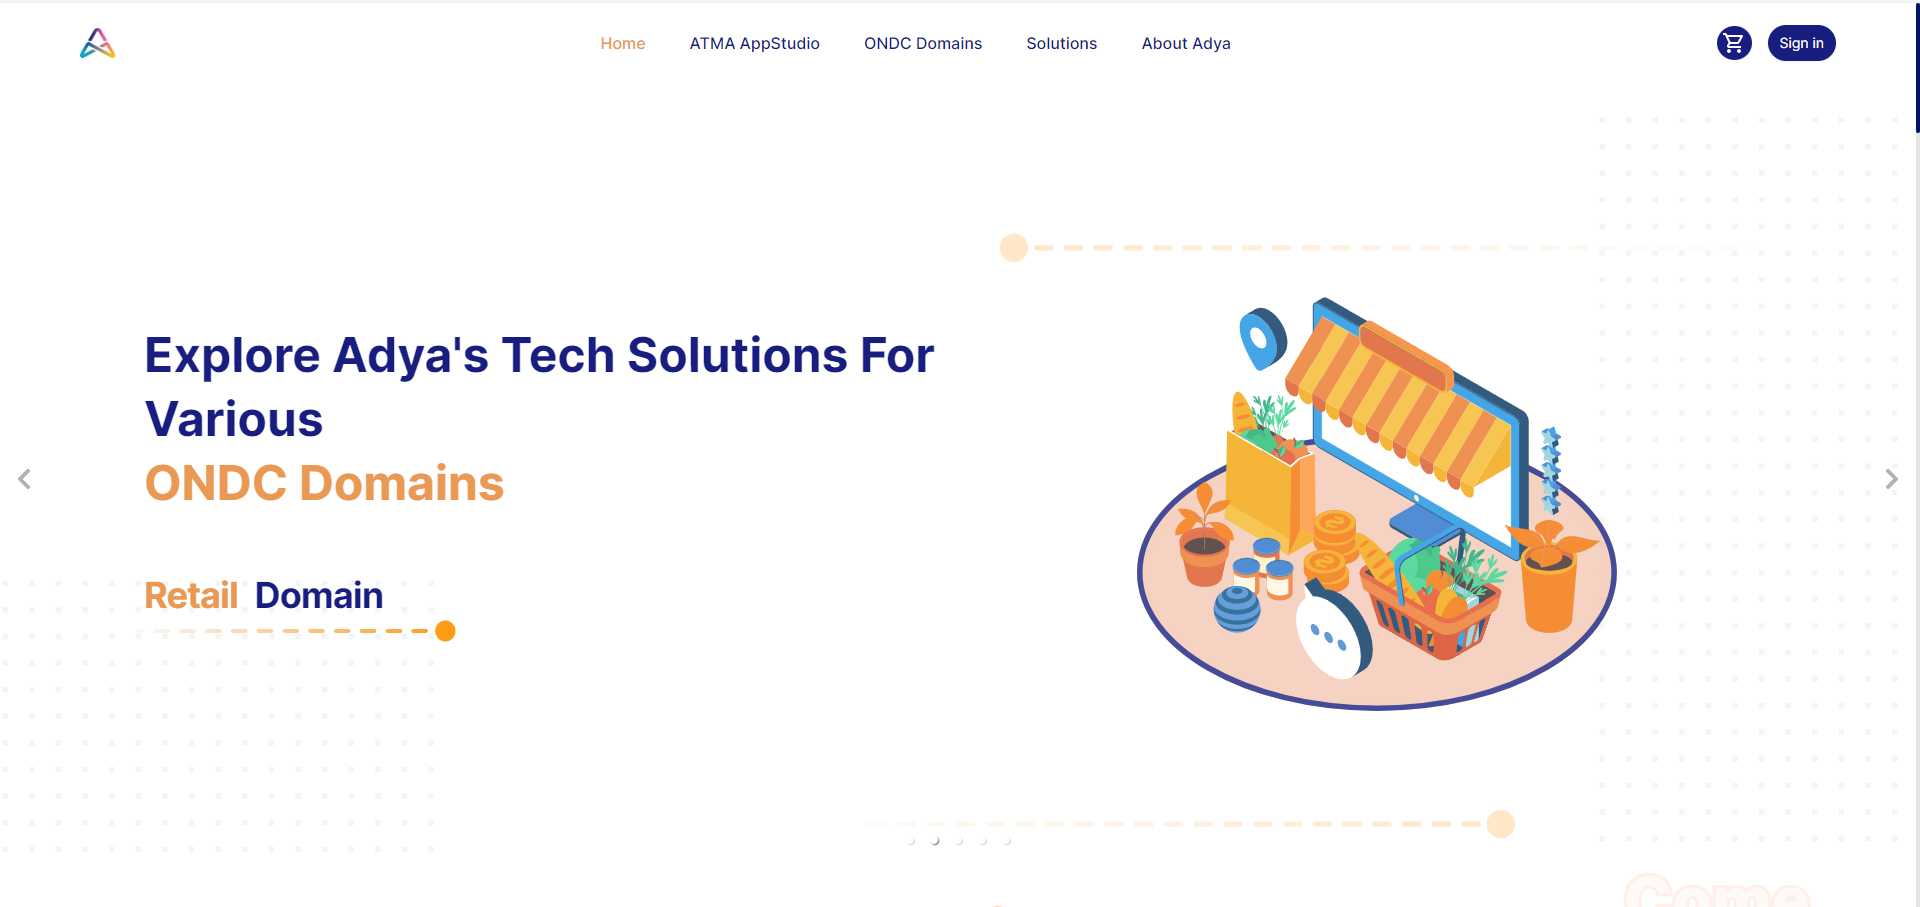 Home
ATMA AppStudio
ONDC Domains
Solutions
About Adya
Sign in
Explore Adya's Tech Solutions For
Various
ONDC Domains
Retail Domain
Come